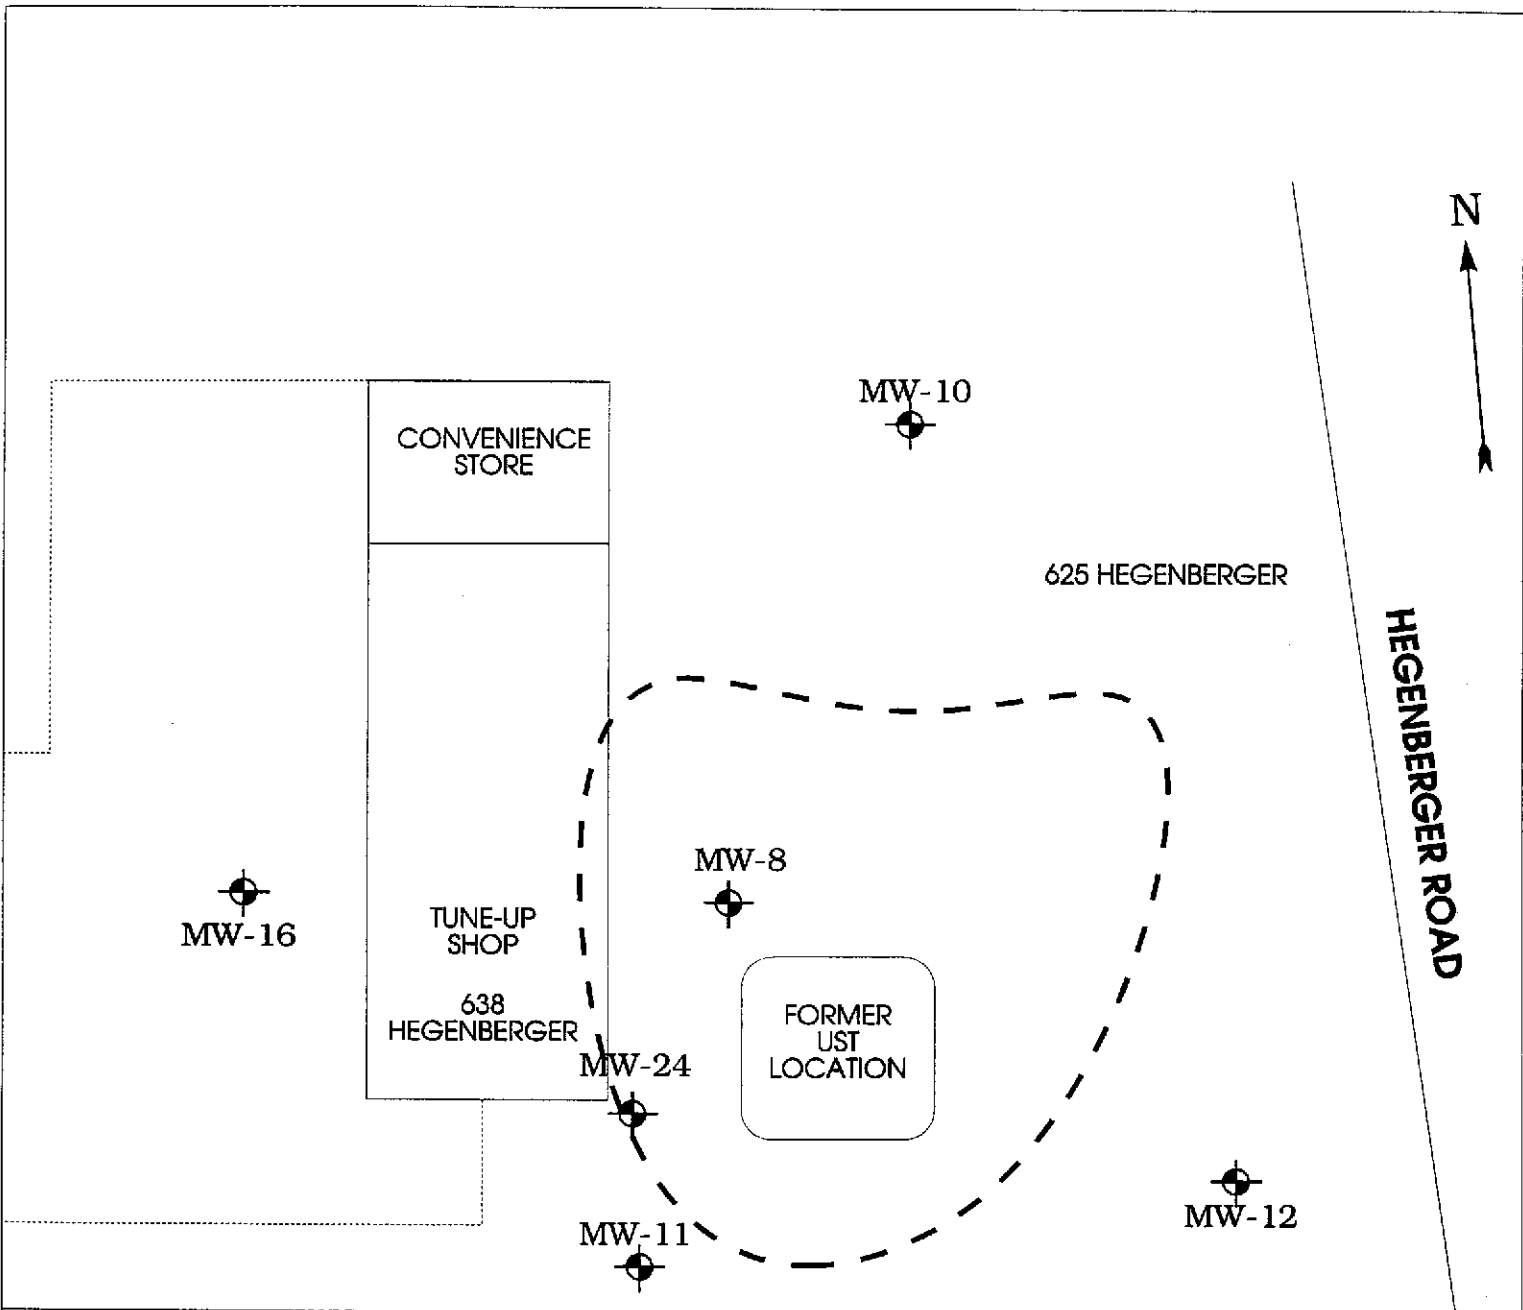 N
MW-10
CONVENIENCE
STORE
625 HEGENBERGER
HEGENBERGER ROAD
MW-8
MW-16
TUNE-UP
SHOP
638
HEGENBERGER
FORMER
UST
LOCATION
MW-24
MW-12
MW-11